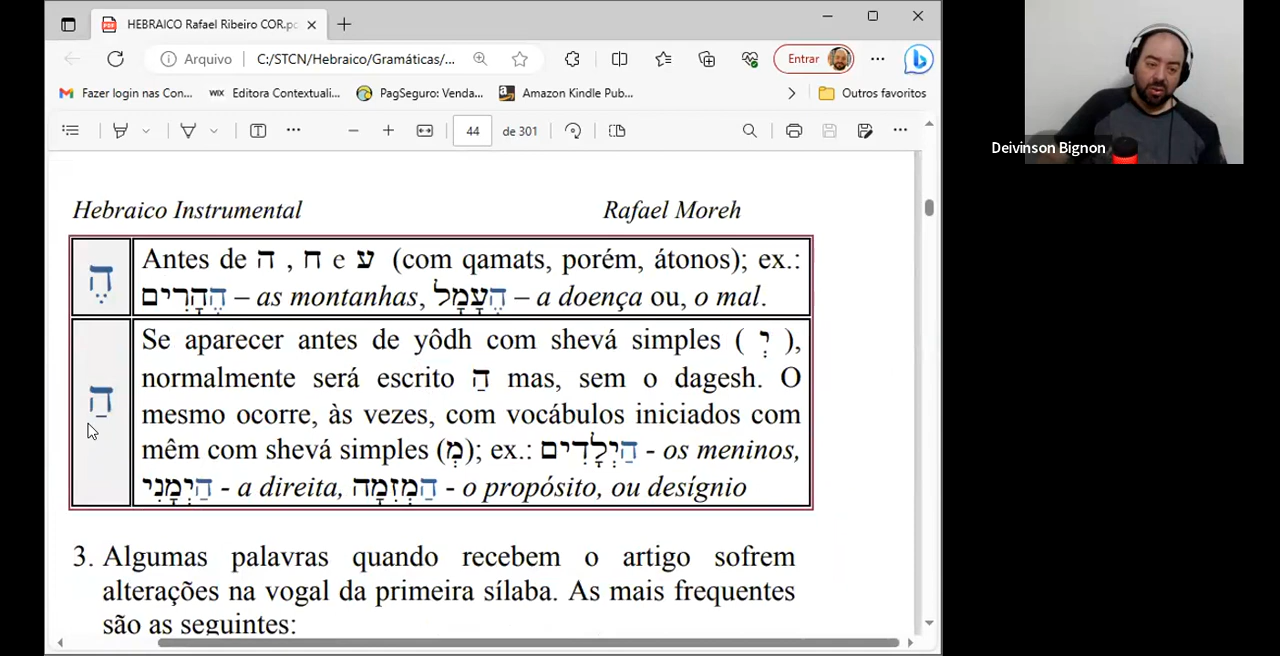 HEBRAICO Rafael Ribeiro COR.pd
Arquivo C:/STCN/Hebraico/Gramáticas/... Entrar
Fazer login nas Con... WIX Editora Contextuali... PagSeguro: Venda... Amazon Kindle Pub... Outros favoritos
44 de 301
Deivinson Bignon
Hebraico Instrumental Rafael Moreh
הֶ Antes de ה , ח e ע (com qamats, porém, átonos); ex.:
הֶהָרִים – as montanhas, הֶעָמָל – a doença ou, o mal.
Se aparecer antes de yôdh com shevá simples ( יְ ),
הַ normalmente será escrito הַ mas, sem o dagesh. O
mesmo ocorre, às vezes, com vocábulos iniciados com
mêm com shevá simples (מְ); ex.: הַיְלָדִים - os meninos,
הַיְמָנִי - a direita, הַמְזִמָה - o propósito, ou desígnio
3. Algumas palavras quando recebem o artigo sofrem
alterações na vogal da primeira sílaba. As mais frequentes
são as seguintes: